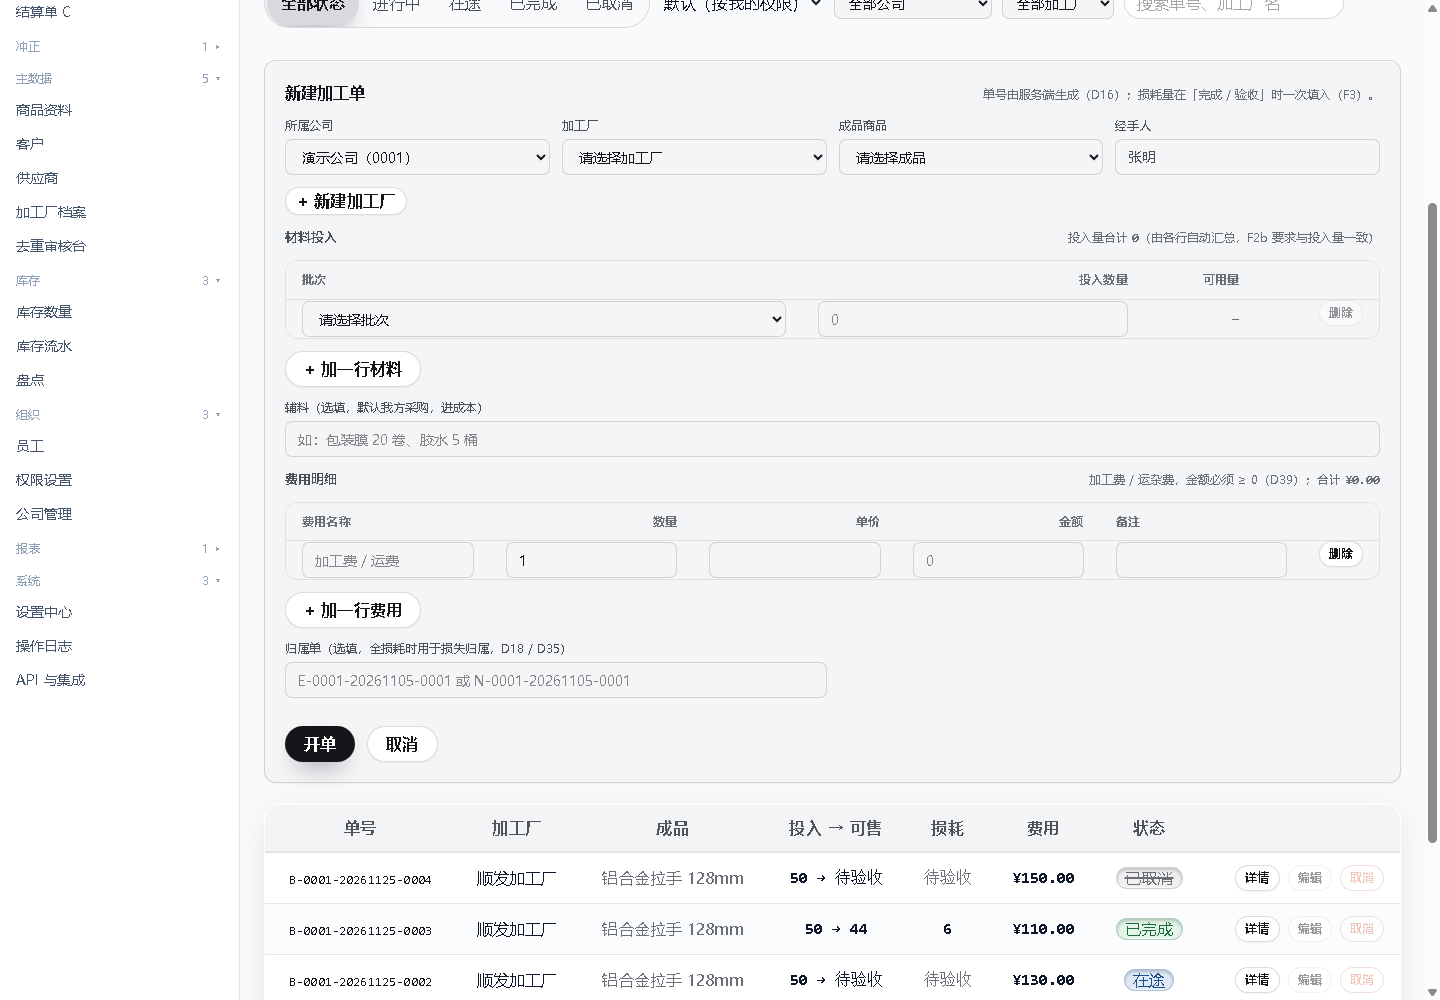 结算单 C
冲正 1
主数据 5
商品资料
客户
供应商
加工厂档案
去重审核台
库存 3
库存数量
库存流水
盘点
组织 3
员工
权限设置
公司管理
报表 1
系统 3
设置中心
操作日志
API 与集成
全部状态 进行中 在途 已完成 已取消 默认（按我的权限） 全部公司 全部加工厂 搜索单号、加工厂名
新建加工单 单号由服务端生成（D16）；损耗量在「完成 / 验收」时一次填入（F3）。
所属公司 加工厂 成品商品 经手人
演示公司（0001） 请选择加工厂 请选择成品 张明
+ 新建加工厂
材料投入 投入量合计 0（由各行自动汇总，F2b 要求与投入量一致）
批次 投入数量 可用量
请选择批次 0 — 删除
+ 加一行材料
辅料（选填，默认我方采购，进成本）
如：包装膜 20 卷、胶水 5 桶
费用明细 加工费 / 运杂费，金额必须 ≥ 0（D39）；合计 ¥0.00
费用名称 数量 单价 金额 备注
加工费 / 运费 1 0 删除
+ 加一行费用
归属单（选填，全损耗时用于损失归属，D18 / D35）
E-0001-20261105-0001 或 N-0001-20261105-0001
开单 取消
单号 加工厂 成品 投入 → 可售 损耗 费用 状态
B-0001-20261125-0004 顺发加工厂 铝合金拉手 128mm 50 → 待验收 待验收 ¥150.00 已取消 详情 编辑 取消
B-0001-20261125-0003 顺发加工厂 铝合金拉手 128mm 50 → 44 6 ¥110.00 已完成 详情 编辑 取消
B-0001-20261125-0002 顺发加工厂 铝合金拉手 128mm 50 → 待验收 待验收 ¥130.00 在途 详情 编辑 取消